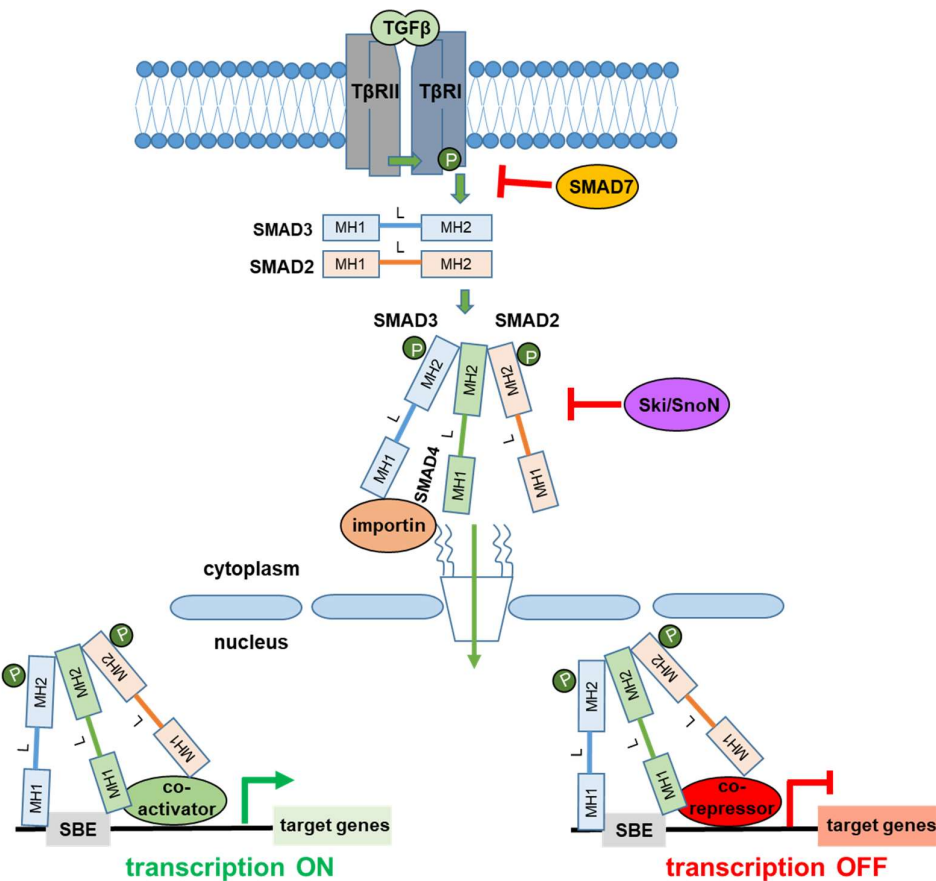 TGFβ
TβRII
TβRI
P
SMAD7
L
SMAD3
MH1
MH2
L
SMAD2
MH1
MH2
SMAD3
SMAD2
P
MH2
MH2
MH2
P
L
L
L
Ski/SnoN
MH1
SMAD4
MH1
MH1
importin
cytoplasm
nucleus
P
P
MH2
MH2
MH2
L
L
L
MH1
MH1
MH1
co-
activator
SBE
target genes
transcription ON
P
P
MH2
MH2
MH2
L
L
L
MH1
MH1
MH1
co-
repressor
SBE
target genes
transcription OFF